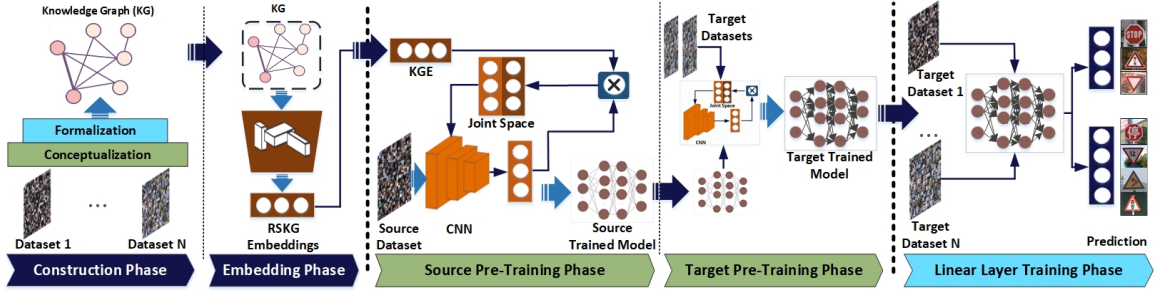 Knowledge Graph (KG)
Formalization
Conceptualization
...
Dataset 1
Dataset N
Construction Phase
KG
RSKG
Embeddings
Embedding Phase
KGE
Joint Space
Source
Dataset
CNN
Source
Trained Model
Source Pre-Training Phase
Target
Datasets
Joint Space
CNN
Target Trained
Model
Target Pre-Training Phase
Target
Dataset 1
...
Target
Dataset N
STOP
Prediction
Linear Layer Training Phase